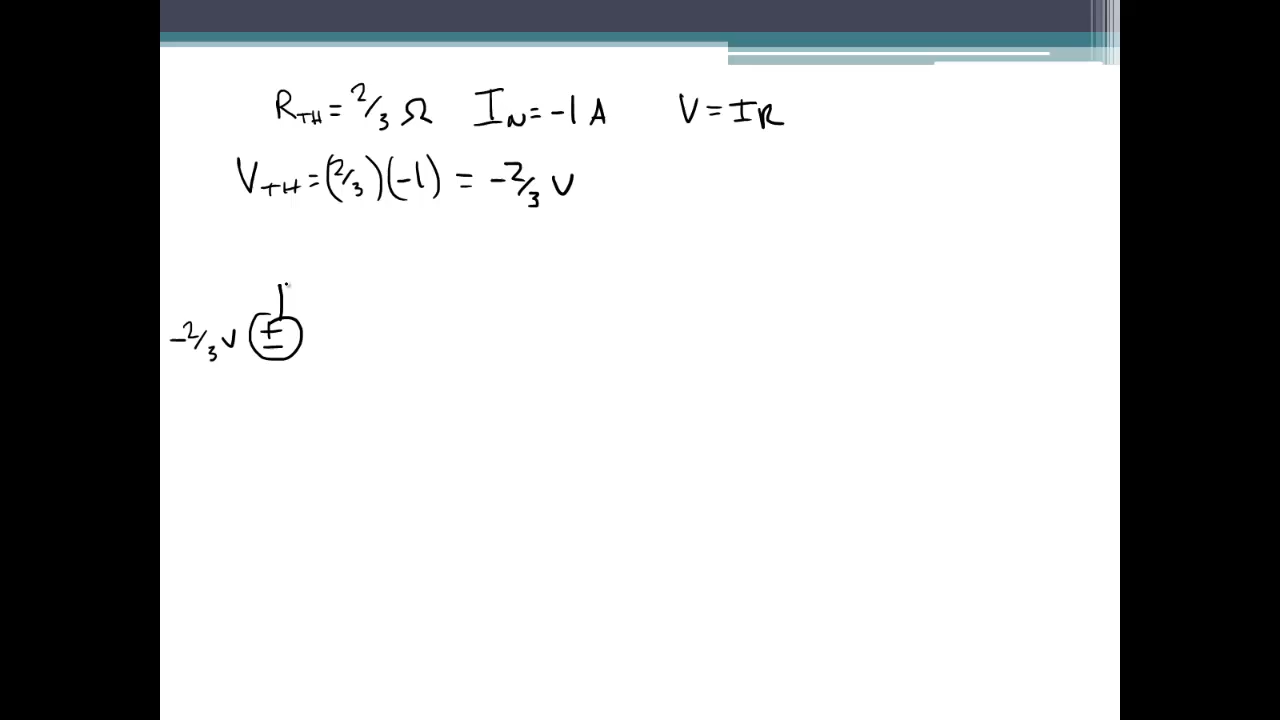 R_TH = 2/3 Ω   I_N = -1 A   V = IR
V_TH = (2/3)(-1) = -2/3 V
-2/3 V ±